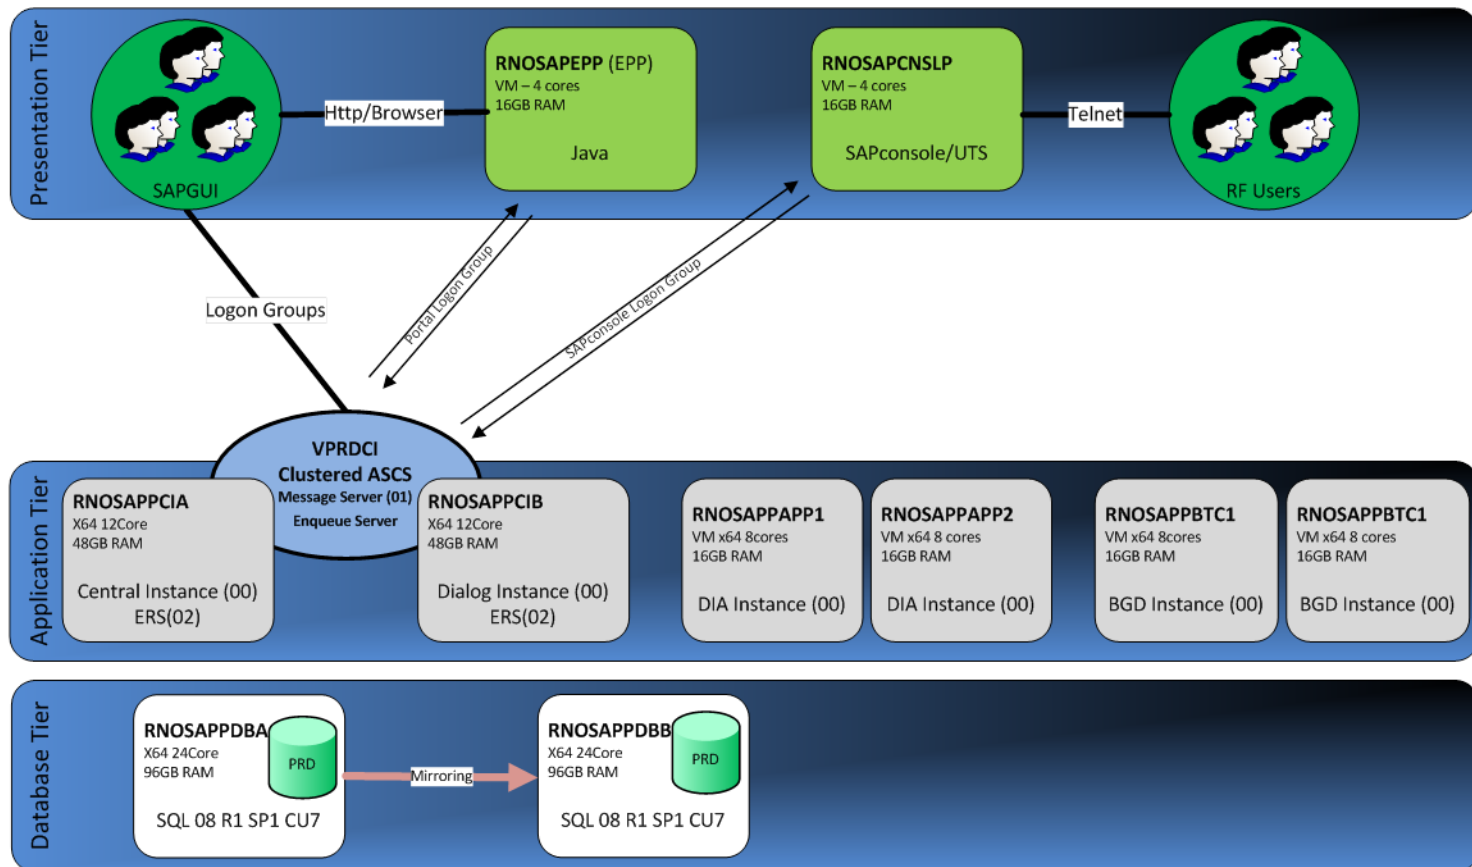 Presentation Tier
SAPGUI
Http/Browser
RNOSAPEPP (EPP)
VM – 4 cores
16GB RAM
Java
RNOSAPCNSLP
VM – 4 cores
16GB RAM
SAPconsole/UTS
Telnet
RF Users
Logon Groups
Portal Logon Group
SAPconsole Logon Group
Application Tier
VPRDCI
Clustered ASCS
Message Server (01)
Enqueue Server
RNOSAPPCIA
X64 12Core
48GB RAM
Central Instance (00)
ERS(02)
RNOSAPPCIB
X64 12Core
48GB RAM
Dialog Instance (00)
ERS(02)
RNOSAPPAPP1
VM x64 8cores
16GB RAM
DIA Instance (00)
RNOSAPPAPP2
VM x64 8 cores
16GB RAM
DIA Instance (00)
RNOSAPPBTC1
VM x64 8cores
16GB RAM
BGD Instance (00)
RNOSAPPBTC1
VM x64 8 cores
16GB RAM
BGD Instance (00)
Database Tier
RNOSAPPDBA
X64 24Core
96GB RAM
PRD
SQL 08 R1 SP1 CU7
Mirroring
RNOSAPPDBB
X64 24Core
96GB RAM
PRD
SQL 08 R1 SP1 CU7